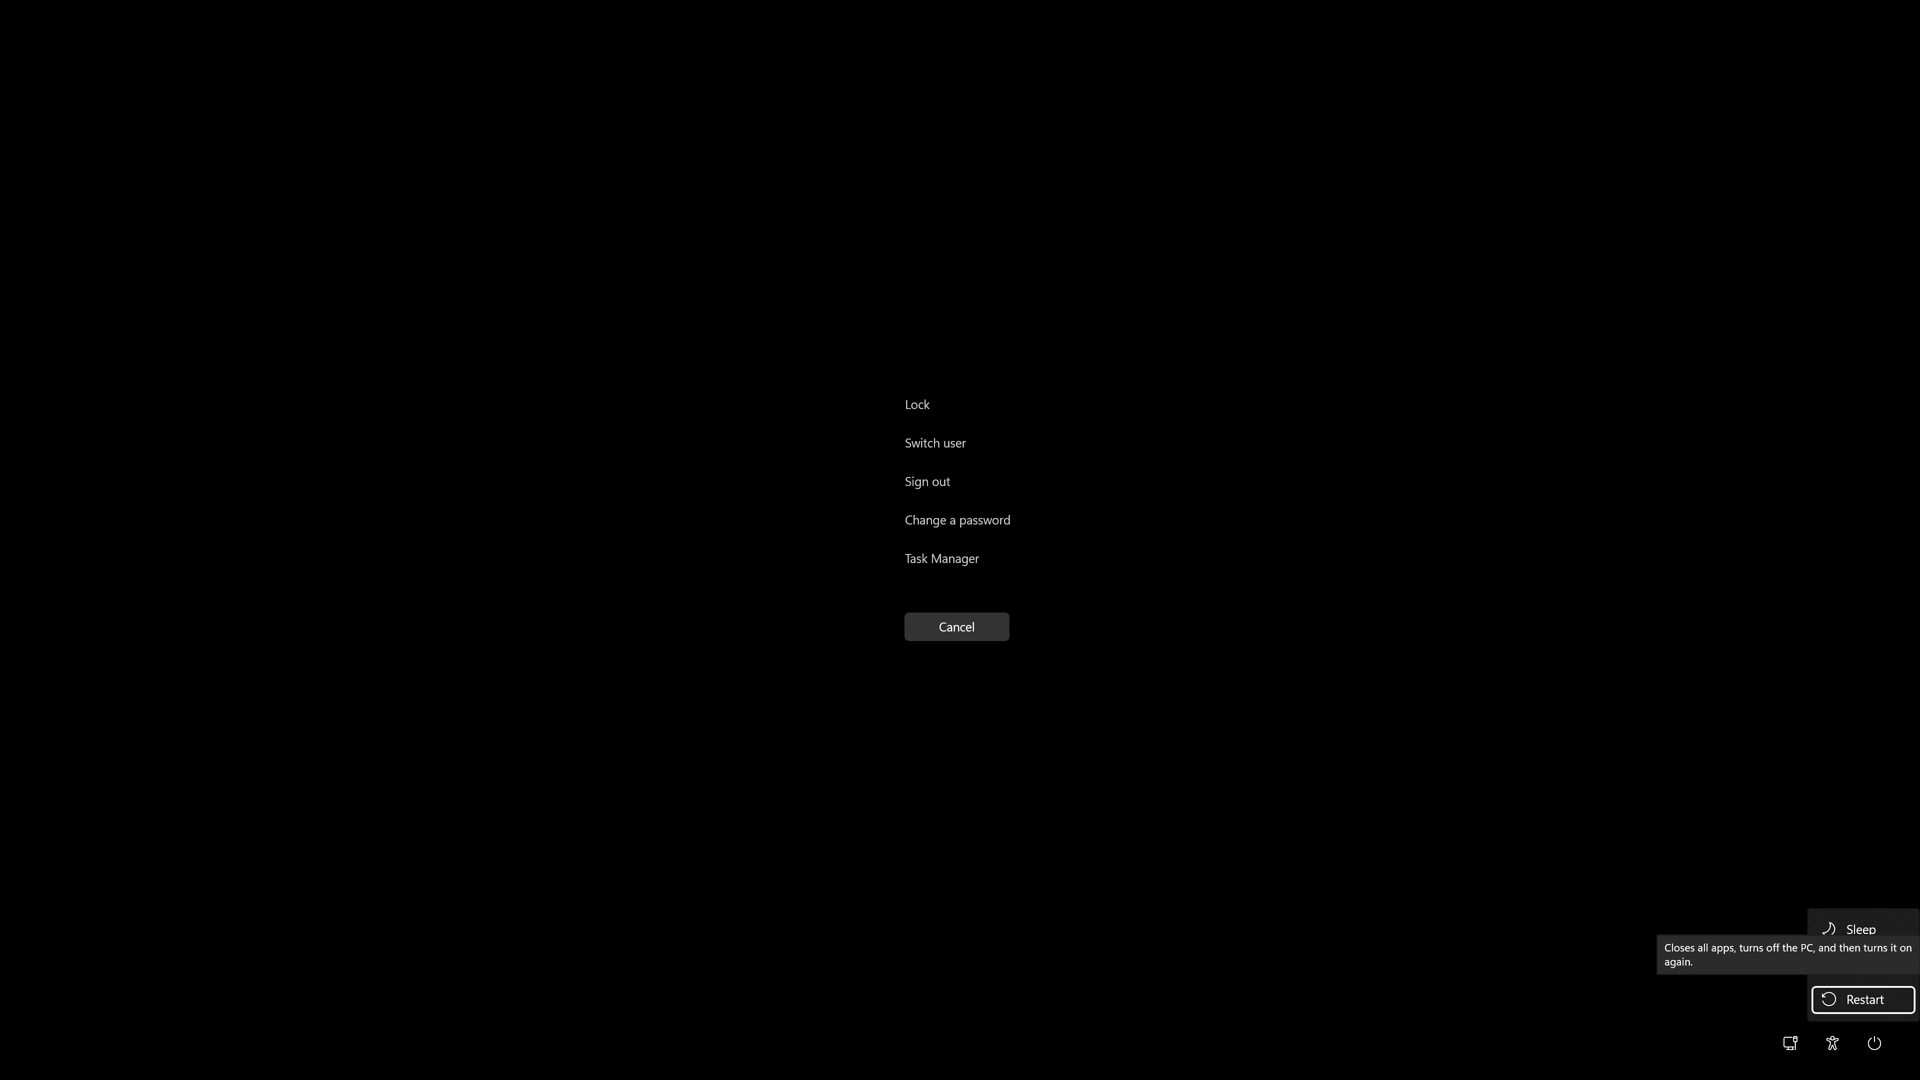 Lock
Switch user
Sign out
Change a password
Task Manager
Cancel
Sleep
Closes all apps, turns off the PC, and then turns it on
again.
Restart